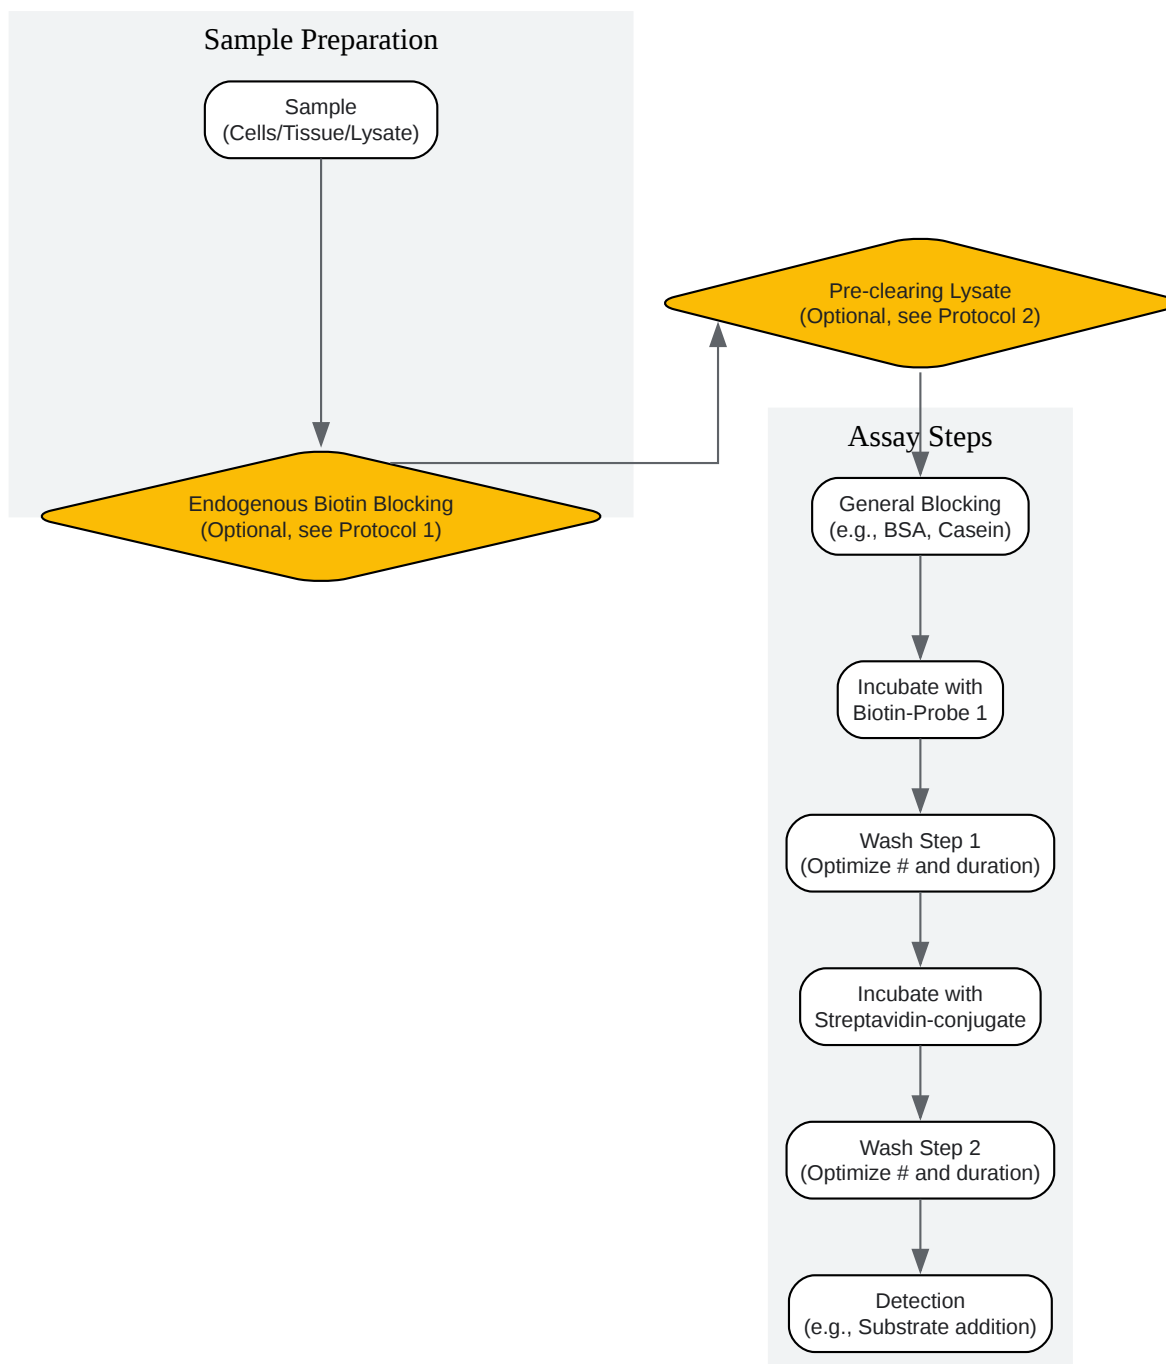 Sample Preparation
Sample
(Cells/Tissue/Lysate)
Endogenous Biotin Blocking
(Optional, see Protocol 1)
Pre-clearing Lysate
(Optional, see Protocol 2)
Assay Steps
General Blocking
(e.g., BSA, Casein)
Incubate with
Biotin-Probe 1
Wash Step 1
(Optimize # and duration)
Incubate with
Streptavidin-conjugate
Wash Step 2
(Optimize # and duration)
Detection
(e.g., Substrate addition)